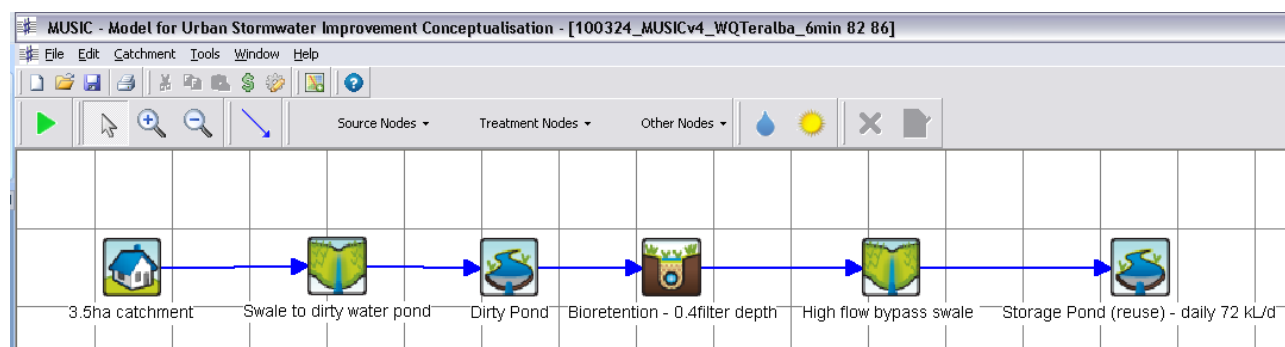 MUSIC - Model for Urban Stormwater Improvement Conceptualisation - [100324_MUSICv4_WQTeralba_6min 82 86]
File Edit Catchment Tools Window Help
Source Nodes Treatment Nodes Other Nodes
3.5ha catchment Swale to dirty water pond Dirty Pond Bioretention - 0.4filter depth High flow bypass swale Storage Pond (reuse) - daily 72 kL/d